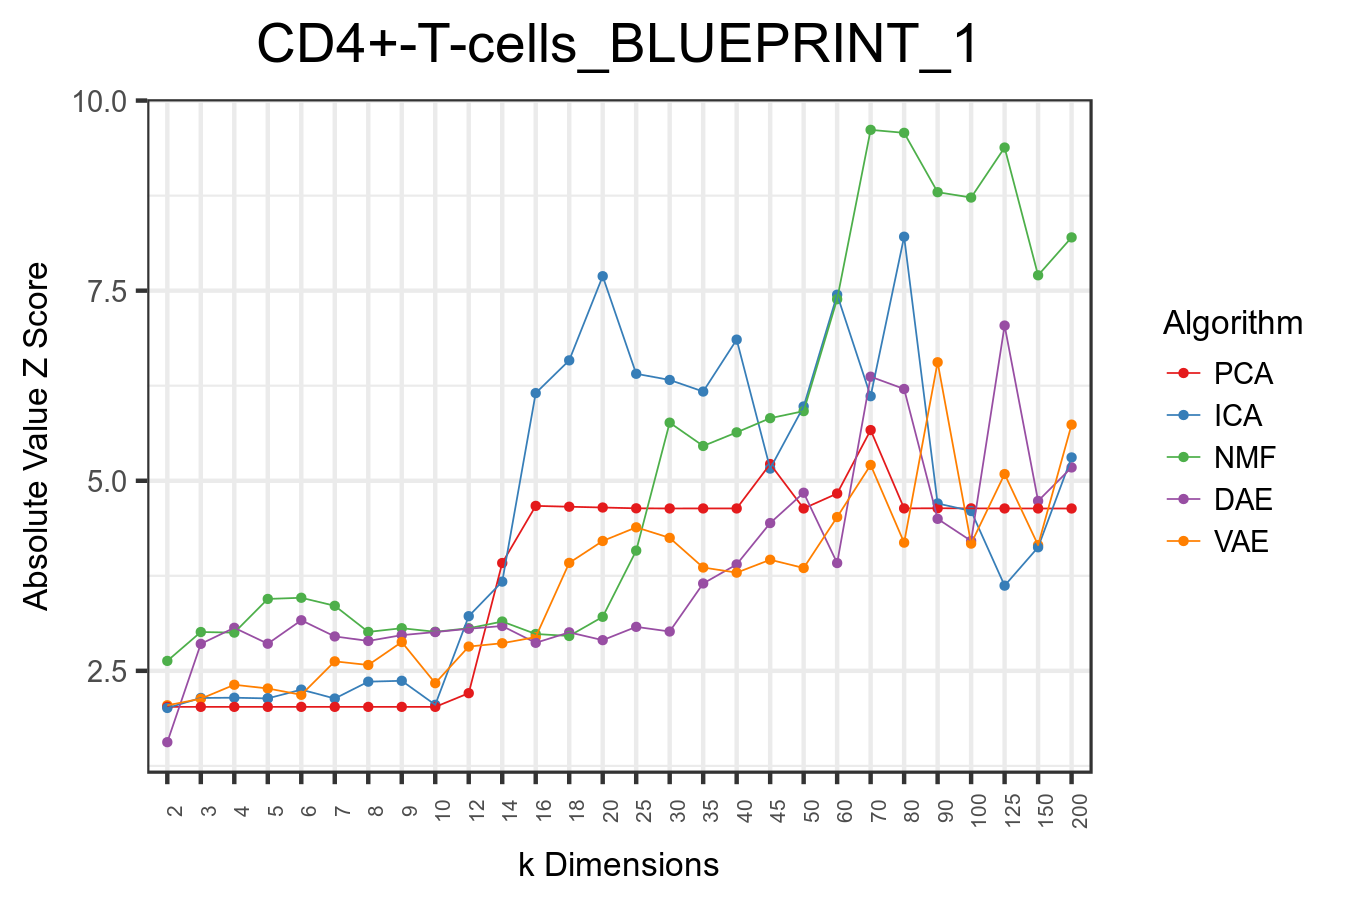 CD4+-T-cells_BLUEPRINT_1
Absolute Value Z Score
10.0
7.5
5.0
2.5
2 3 4 5 6 7 8 9 10 12 14 16 18 20 25 30 35 40 45 50 60 70 80 90 100 125 150 200
k Dimensions
Algorithm
PCA
ICA
NMF
DAE
VAE